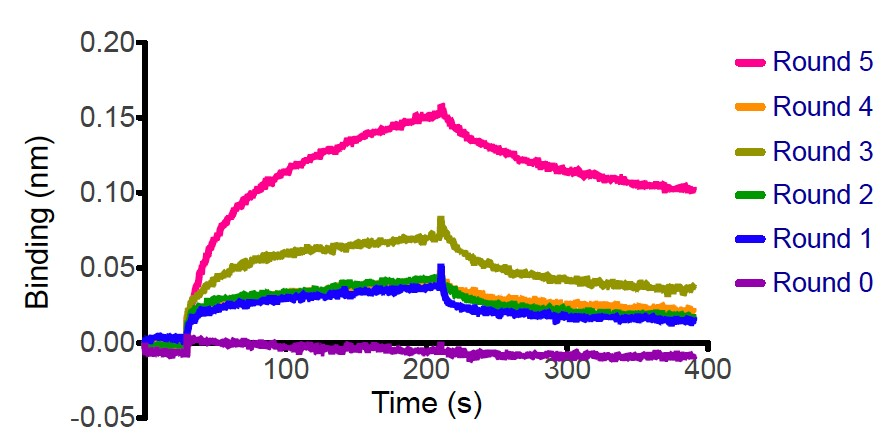 0.20
0.15
0.10
0.05
0.00
-0.05
Binding (nm)
100 200 300 400
Time (s)
Round 5
Round 4
Round 3
Round 2
Round 1
Round 0